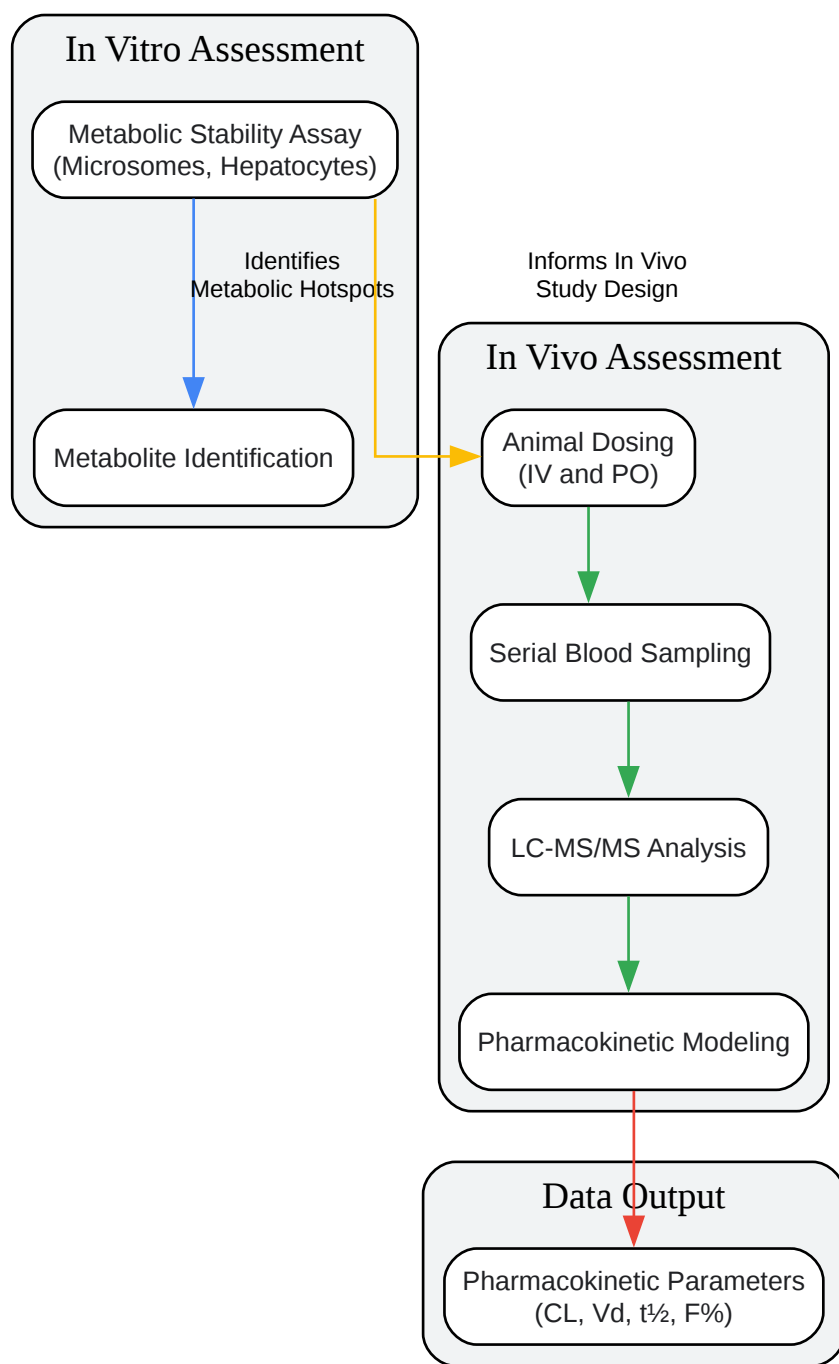 In Vitro Assessment
Metabolic Stability Assay
(Microsomes, Hepatocytes)
Identifies
Metabolic Hotspots
Metabolite Identification
Informs In Vivo
Study Design
In Vivo Assessment
Animal Dosing
(IV and PO)
Serial Blood Sampling
LC-MS/MS Analysis
Pharmacokinetic Modeling
Data Output
Pharmacokinetic Parameters
(CL, Vd, t½, F%)